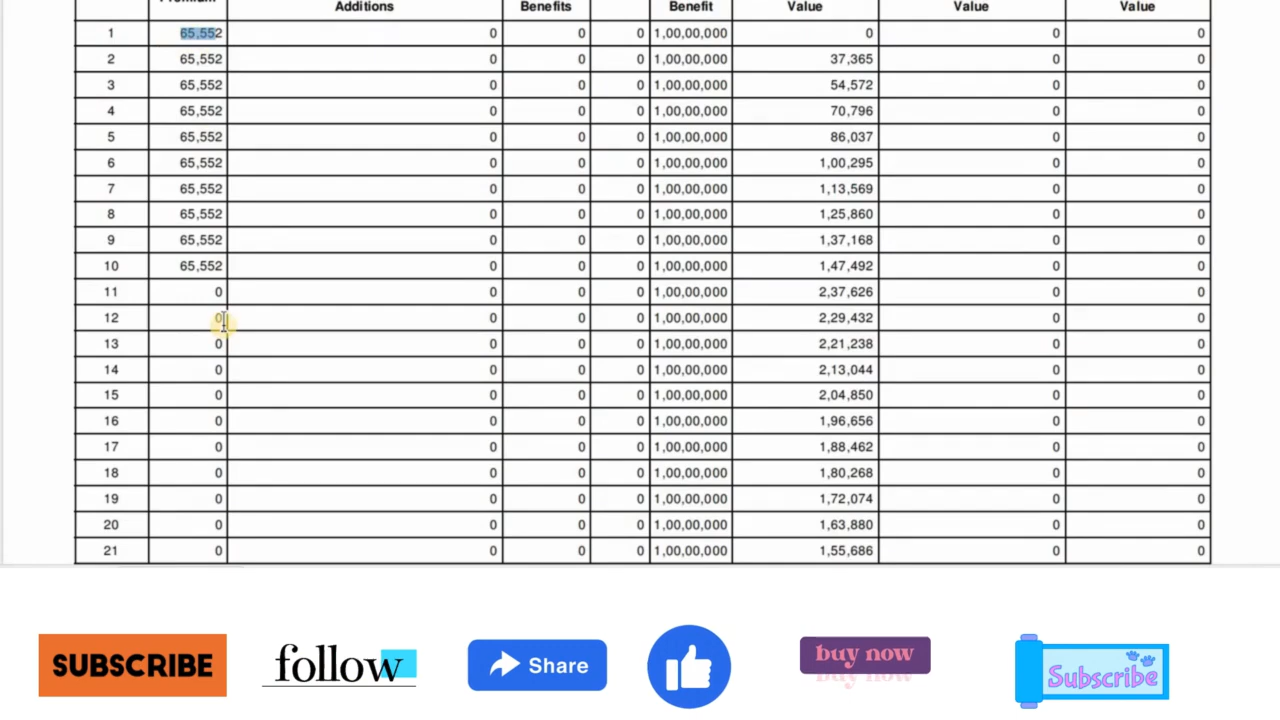 Additions Benefits Benefit Value Value Value
1 65,552 0 0 0 1,00,00,000 0 0 0
2 65,552 0 0 0 1,00,00,000 37,365 0 0
3 65,552 0 0 0 1,00,00,000 54,572 0 0
4 65,552 0 0 0 1,00,00,000 70,796 0 0
5 65,552 0 0 0 1,00,00,000 86,037 0 0
6 65,552 0 0 0 1,00,00,000 1,00,295 0 0
7 65,552 0 0 0 1,00,00,000 1,13,569 0 0
8 65,552 0 0 0 1,00,00,000 1,25,860 0 0
9 65,552 0 0 0 1,00,00,000 1,37,168 0 0
10 65,552 0 0 0 1,00,00,000 1,47,492 0 0
11 0 0 0 0 1,00,00,000 2,37,626 0 0
12 0 0 0 0 1,00,00,000 2,29,432 0 0
13 0 0 0 0 1,00,00,000 2,21,238 0 0
14 0 0 0 0 1,00,00,000 2,13,044 0 0
15 0 0 0 0 1,00,00,000 2,04,850 0 0
16 0 0 0 0 1,00,00,000 1,96,656 0 0
17 0 0 0 0 1,00,00,000 1,88,462 0 0
18 0 0 0 0 1,00,00,000 1,80,268 0 0
19 0 0 0 0 1,00,00,000 1,72,074 0 0
20 0 0 0 0 1,00,00,000 1,63,880 0 0
21 0 0 0 0 1,00,00,000 1,55,686 0 0
SUBSCRIBE follow Share buy now Subscribe
buy now